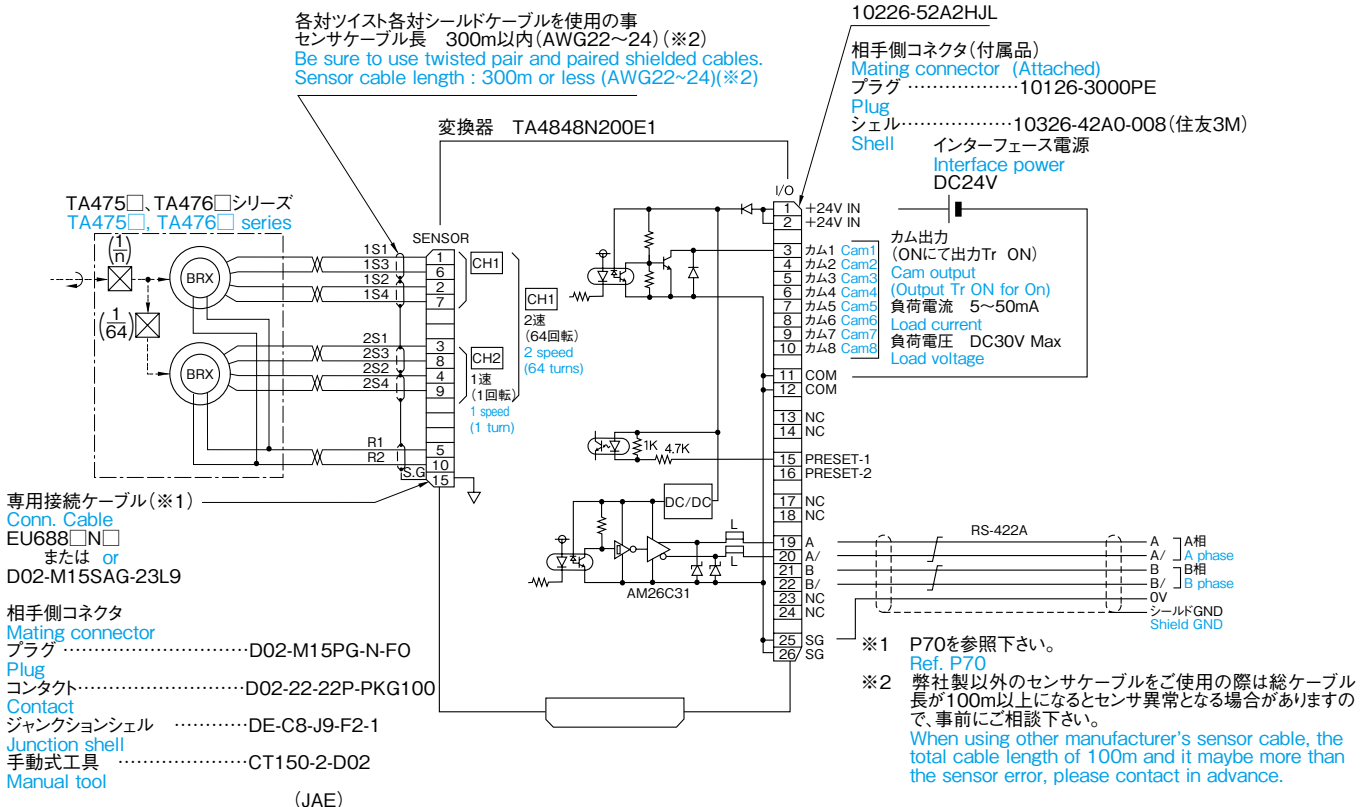 各対ツイスト各対シールドケーブルを使用の事
センサケーブル長　300m以内(AWG22～24)(※2)
Be sure to use twisted pair and paired shielded cables.
Sensor cable length : 300m or less (AWG22~24)(※2)
10226-52A2HJL
相手側コネクタ(付属品)
Mating connector (Attached)
プラグ ………………10126-3000PE
Plug
シェル………………10326-42A0-008(住友3M)
Shell
インターフェース電源
Interface power
DC24V
変換器　TA4848N200E1
TA475□、TA476□シリーズ
TA475□, TA476□ series
(1/n)
BRX
(1/64)
BRX
SENSOR
1S1 1
1S3 6
1S2 2
1S4 7
CH1
2S1 3
2S3 8
2S2 4
2S4 9
CH2
1速
(1回転)
1 speed
(1 turn)
CH1
2速
(64回転)
2 speed
(64 turns)
R1 5
R2 10
S.G 15
I/O
1 +24V IN
2 +24V IN
3 カム1 Cam1
4 カム2 Cam2
5 カム3 Cam3
6 カム4 Cam4
7 カム5 Cam5
8 カム6 Cam6
9 カム7 Cam7
10 カム8 Cam8
カム出力
(ONにて出力Tr ON)
Cam output
(Output Tr ON for On)
負荷電流　5～50mA
Load current
負荷電圧　DC30V Max
Load voltage
11 COM
12 COM
13 NC
14 NC
1K 4.7K
15 PRESET-1
16 PRESET-2
17 NC
18 NC
DC/DC
L
L
AM26C31
19 A
20 A/
21 B
22 B/
23 NC
24 NC
25 SG
26 SG
RS-422A
A
A/
A相
A phase
B
B/
B相
B phase
0V
シールドGND
Shield GND
専用接続ケーブル(※1)
Conn. Cable
EU688□N□
または or
D02-M15SAG-23L9
相手側コネクタ
Mating connector
プラグ ………………………D02-M15PG-N-FO
Plug
コンタクト……………………D02-22-22P-PKG100
Contact
ジャンクションシェル …………DE-C8-J9-F2-1
Junction shell
手動式工具 …………………CT150-2-D02
Manual tool
(JAE)
※1　P70を参照下さい。
Ref. P70
※2　弊社製以外のセンサケーブルをご使用の際は総ケーブル
長が100m以上になるとセンサ異常となる場合がありますの
で、事前にご相談下さい。
When using other manufacturer's sensor cable, the
total cable length of 100m and it maybe more than
the sensor error, please contact in advance.